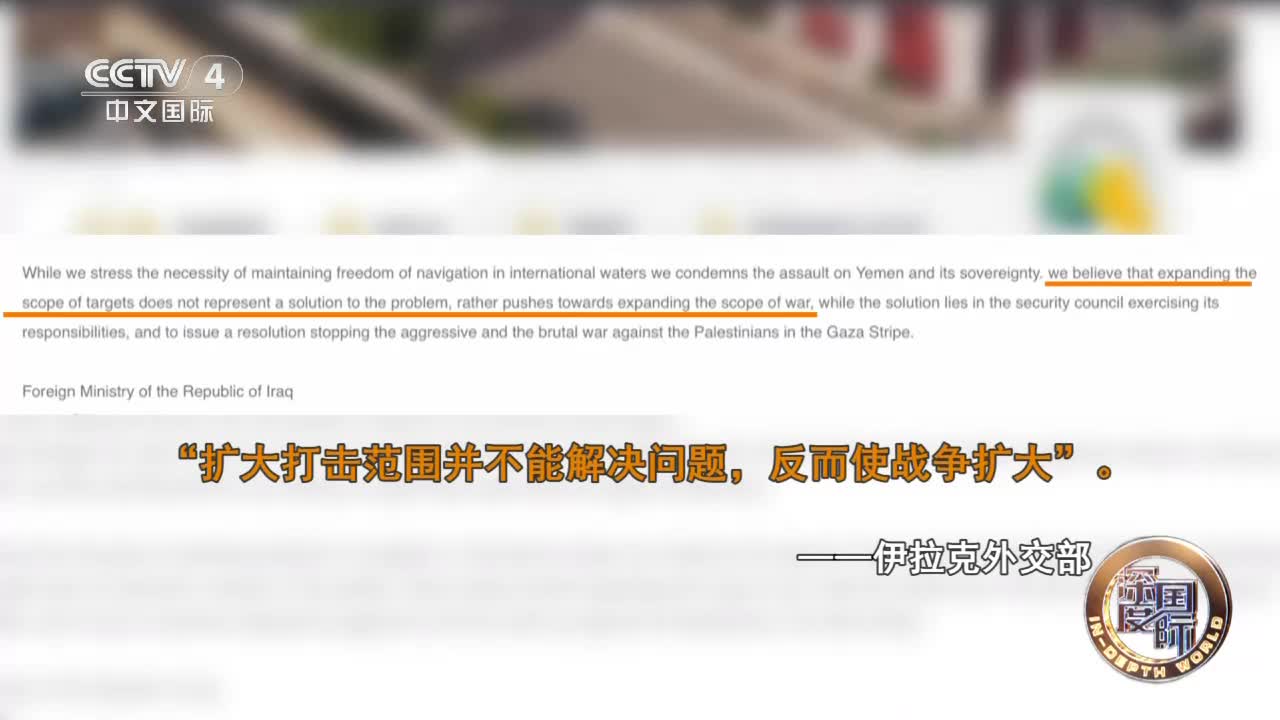 CCTV 4
中文国际
While we stress the necessity of maintaining freedom of navigation in international waters we condemns the assault on Yemen and its sovereignty. we believe that expanding the
scope of targets does not represent a solution to the problem, rather pushes towards expanding the scope of war, while the solution lies in the security council exercising its
responsibilities, and to issue a resolution stopping the aggressive and the brutal war against the Palestinians in the Gaza Stripe.
Foreign Ministry of the Republic of Iraq
“扩大打击范围并不能解决问题，反而使战争扩大”。
——伊拉克外交部
深度国际
IN-DEPTH WORLD